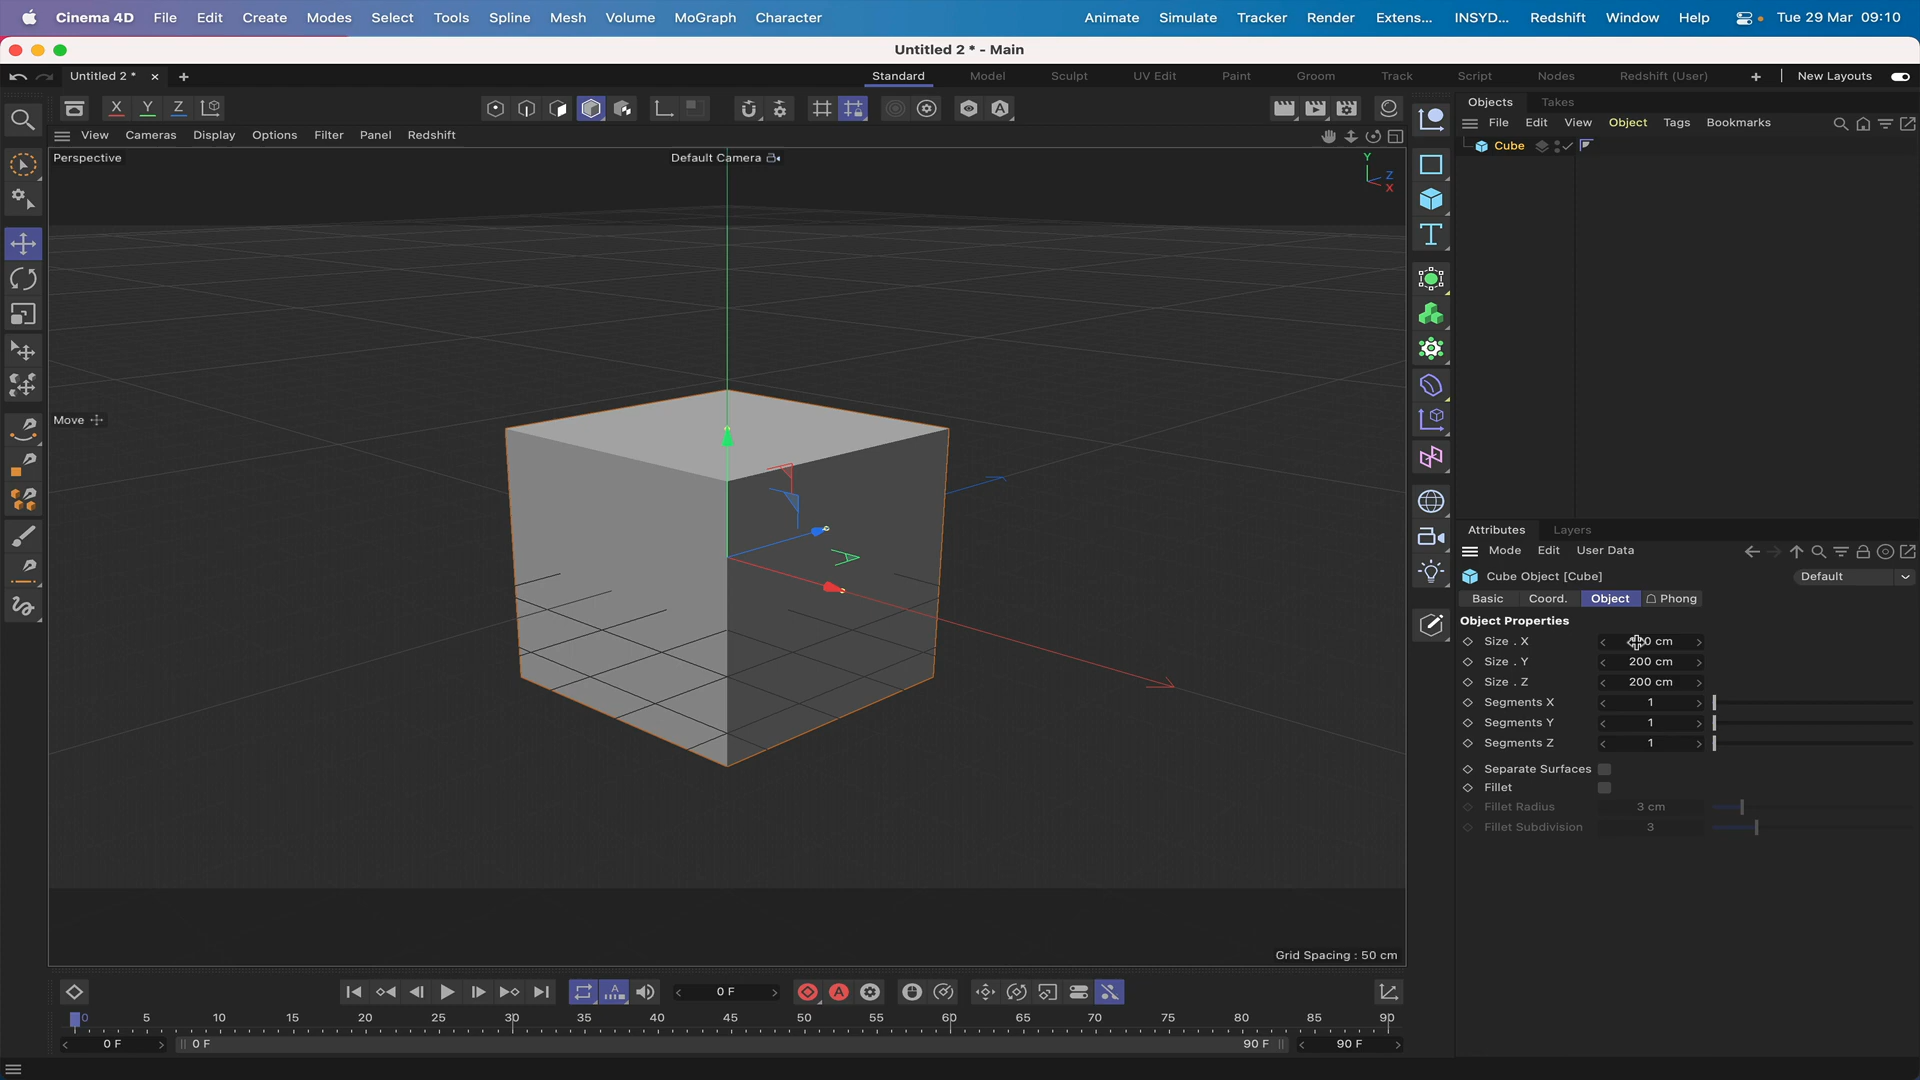 Cinema 4D File Edit Create Modes Select Tools Spline Mesh Volume MoGraph Character Animate Simulate Tracker Render Extens... INSYD... Redshift Window Help Tue 29 Mar 09:10
Untitled 2 * - Main
Untitled 2 * × + Standard Model Sculpt UV Edit Paint Groom Track Script Nodes Redshift (User) + New Layouts
X Y Z
Objects Takes
File Edit View Object Tags Bookmarks
View Cameras Display Options Filter Panel Redshift
Cube
Perspective
Default Camera
Y
Z
X
Move
Attributes Layers
Mode Edit User Data
Cube Object [Cube] Default
Basic Coord. Object Phong
Object Properties
Size . X cm
Size . Y 200 cm
Size . Z 200 cm
Segments X 1
Segments Y 1
Segments Z 1
Separate Surfaces
Fillet
Fillet Radius 3 cm
Fillet Subdivision 3
Grid Spacing : 50 cm
0 F
0 5 10 15 20 25 30 35 40 45 50 55 60 65 70 75 80 85 90
0 F 0 F 90 F 90 F